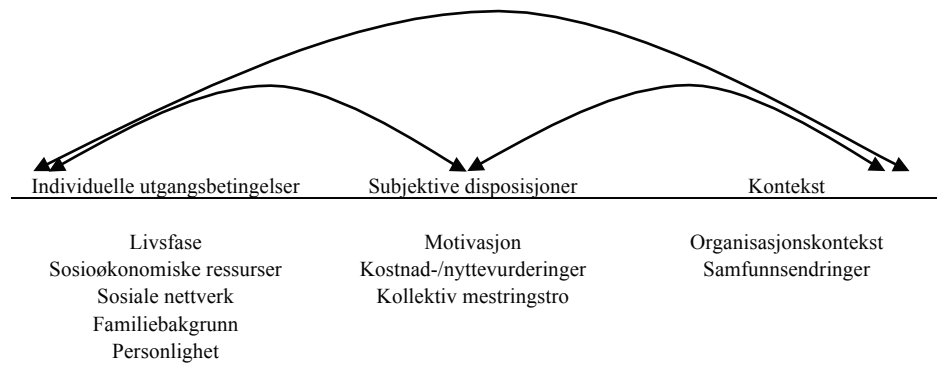 Individuelle utgangsbetingelser Subjektive disposisjoner Kontekst
Livsfase Motivasjon Organisasjonskontekst
Sosioøkonomiske ressurser Kostnad-/nyttevurderinger Samfunnsendringer
Sosiale nettverk Kollektiv mestringstro
Familiebakgrunn
Personlighet